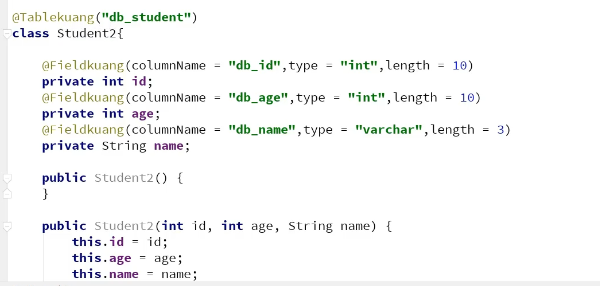 @Tablekuang("db_student")
class Student2{
@Fieldkuang(columnName = "db_id",type = "int",length = 10)
private int id;
@Fieldkuang(columnName = "db_age",type = "int",length = 10)
private int age;
@Fieldkuang(columnName = "db_name",type = "varchar",length = 3)
private String name;
public Student2() {
}
public Student2(int id, int age, String name) {
this.id = id;
this.age = age;
this.name = name;